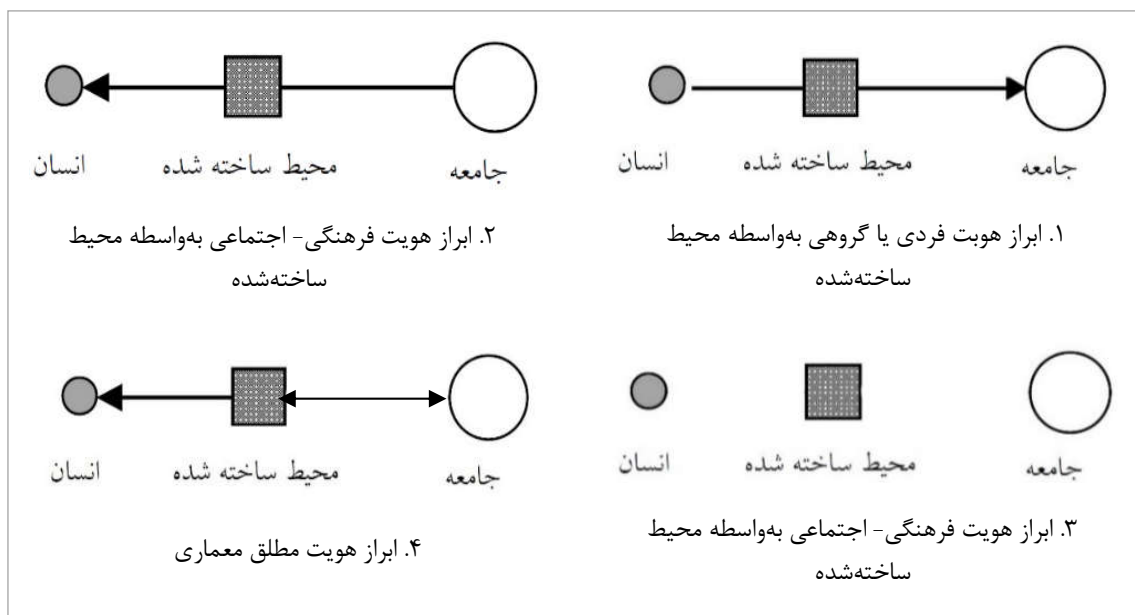 جامعه
محیط ساخته شده
انسان
۱. ابراز هوبت فردی یا گروهی به‌واسطه محیط
ساخته‌شده
جامعه
محیط ساخته شده
انسان
۲. ابراز هویت فرهنگی- اجتماعی به‌واسطه محیط
ساخته‌شده
جامعه
محیط ساخته شده
انسان
۳. ابراز هویت فرهنگی- اجتماعی به‌واسطه محیط
ساخته‌شده
جامعه
محیط ساخته شده
انسان
۴. ابراز هویت مطلق معماری